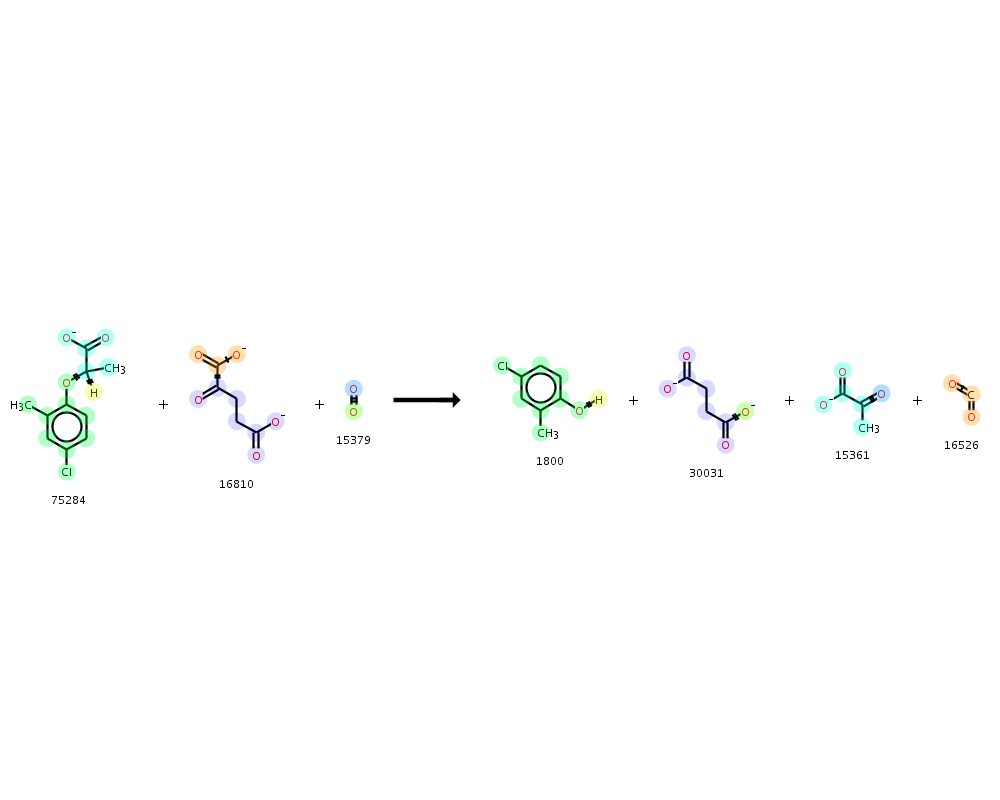 O⁻ O
CH3
O
H
H3C
Cl
75284
+
O O⁻
O
O⁻
O
16810
+
O
O
15379
Cl
H
O
CH3
1800
+
O
O⁻
O⁻
O
30031
+
O
O
O⁻
CH3
15361
+
O
C
O
16526